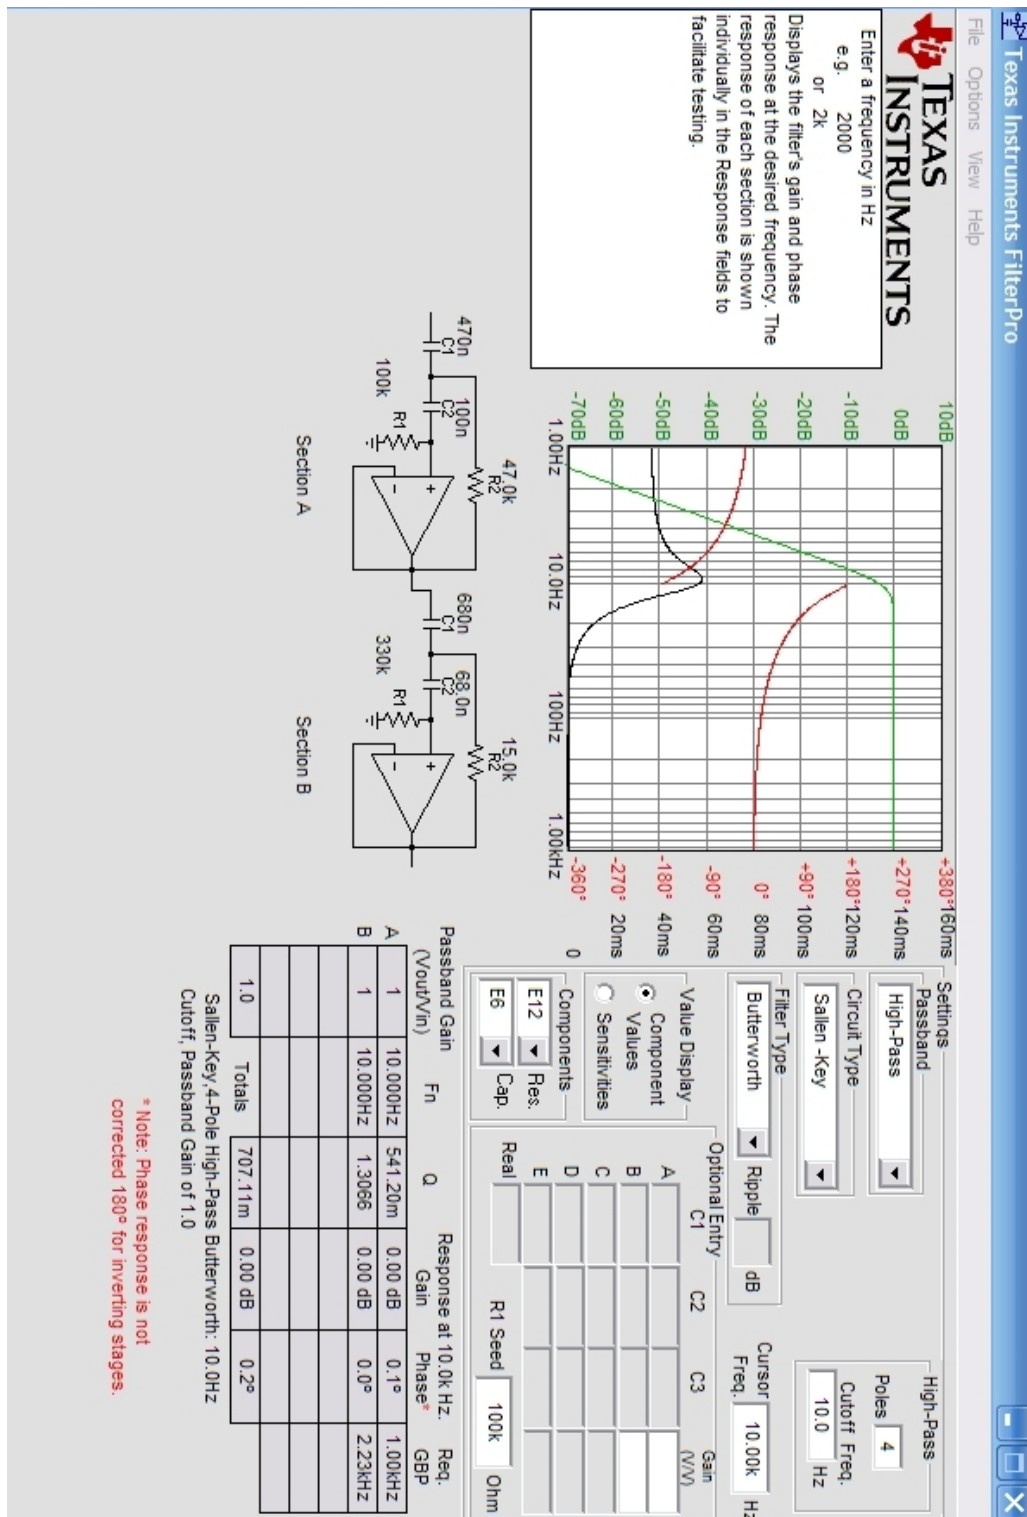 Texas Instruments FilterPro
File Options View Help
TEXAS
INSTRUMENTS
Enter a frequency in Hz
e.g. 2000
or 2k
Displays the filter's gain and phase
response at the desired frequency. The
response of each section is shown
individually in the Response fields to
facilitate testing.
10dB
0dB
-10dB
-20dB
-30dB
-40dB
-50dB
-60dB
-70dB
1.00Hz
10.0Hz
100Hz
1.00kHz
+380° 160ms
+270° 140ms
+180° 120ms
+90° 100ms
0° 80ms
-90° 60ms
-180° 40ms
-270° 20ms
-360° 0
Settings
Passband
High-Pass
Circuit Type
Sallen -Key
Filter Type
Butterworth
Ripple
dB
High-Pass
Poles 4
Cutoff Freq.
10.0 Hz
Cursor
Freq. 10.00k Hz
Value Display
Component
Values
Sensitivities
Components
E12 Res.
E6 Cap.
Optional Entry
C1 C2 C3 Gain
(V/V)
A
B
C
D
E
Real
R1 Seed 100k Ohm
470n
C1
100n
C2
47.0k
R2
100k
R1
+
-
Section A
680n
C1
68.0n
C2
15.0k
R2
330k
R1
+
-
Section B
Passband Gain
(Vout/Vin) Fn Q
Response at 10.0k Hz.
Gain Phase*
Req.
GBP
A 1 10.000Hz 541.20m 0.00 dB 0.1° 1.00kHz
B 1 10.000Hz 1.3066 0.00 dB 0.0° 2.23kHz
1.0 Totals 707.11m 0.00 dB 0.2°
Sallen-Key,4-Pole High-Pass Butterworth: 10.0Hz
Cutoff, Passband Gain of 1.0
* Note: Phase response is not
corrected 180° for inverting stages.